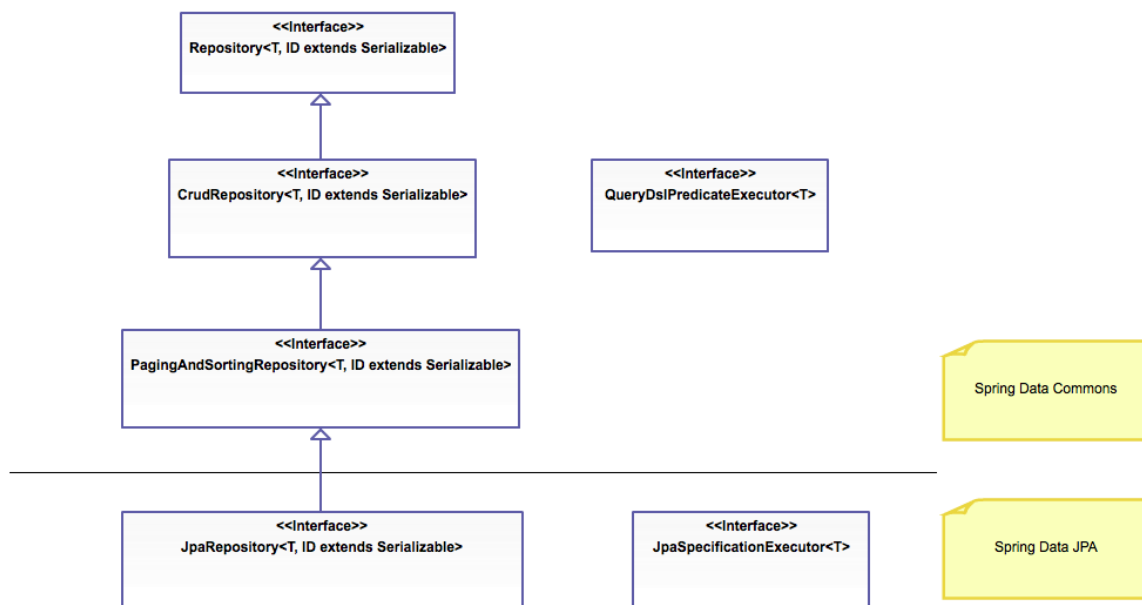 <<Interface>>
Repository<T, ID extends Serializable>
<<Interface>>
CrudRepository<T, ID extends Serializable>
<<Interface>>
QueryDslPredicateExecutor<T>
<<Interface>>
PagingAndSortingRepository<T, ID extends Serializable>
Spring Data Commons
<<Interface>>
JpaRepository<T, ID extends Serializable>
<<Interface>>
JpaSpecificationExecutor<T>
Spring Data JPA